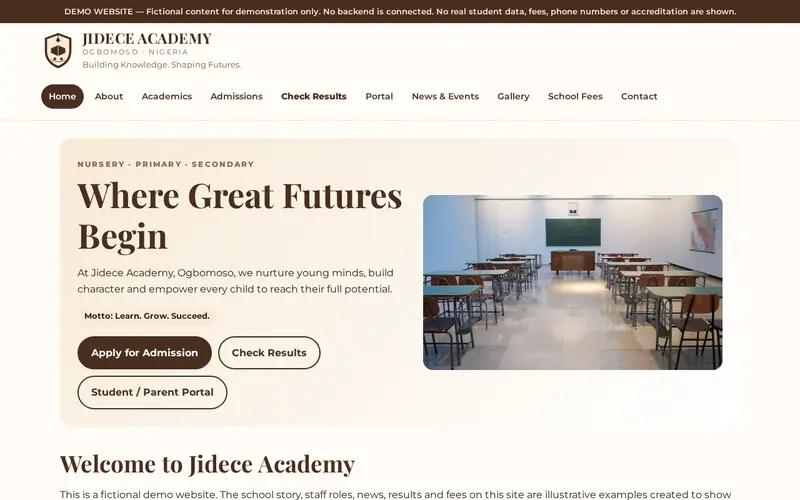 DEMO WEBSITE — Fictional content for demonstration only. No backend is connected. No real student data, fees, phone numbers or accreditation are shown.
JIDECE ACADEMY
OGBOMOSO · NIGERIA
Building Knowledge. Shaping Futures.
Home About Academics Admissions Check Results Portal News & Events Gallery School Fees Contact
NURSERY · PRIMARY · SECONDARY
Where Great Futures
Begin
At Jidece Academy, Ogbomoso, we nurture young minds, build
character and empower every child to reach their full potential.
Motto: Learn. Grow. Succeed.
Apply for Admission Check Results
Student / Parent Portal
Welcome to Jidece Academy
This is a fictional demo website. The school story, staff roles, news, results and fees on this site are illustrative examples created to show